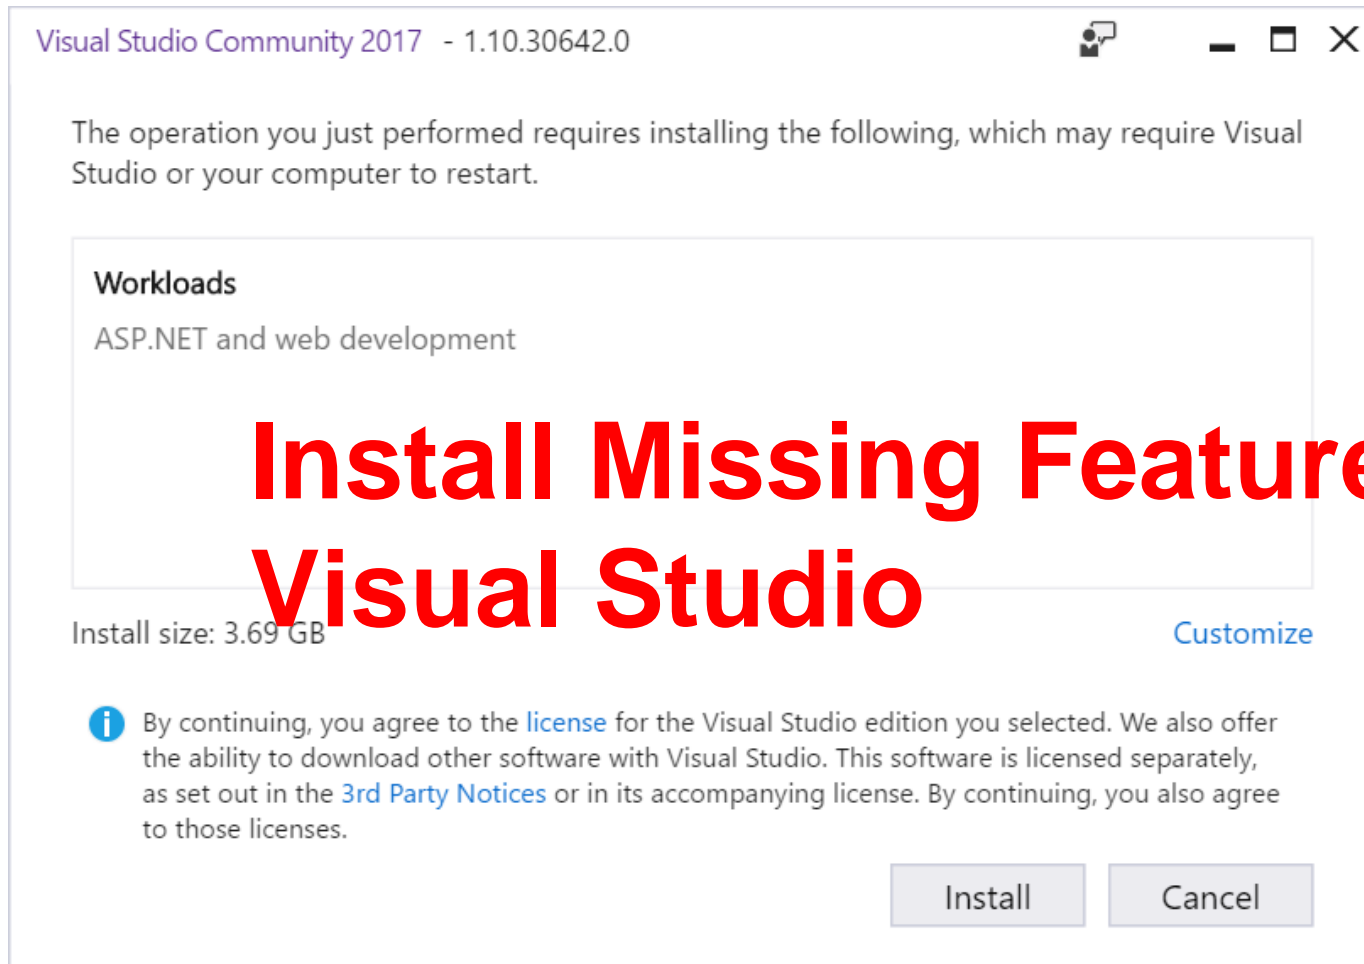 Visual Studio Community 2017 - 1.10.30642.0
The operation you just performed requires installing the following, which may require Visual
Studio or your computer to restart.
Workloads
ASP.NET and web development
Install Missing Feature
Visual Studio
Install size: 3.69 GB
Customize
By continuing, you agree to the license for the Visual Studio edition you selected. We also offer
the ability to download other software with Visual Studio. This software is licensed separately,
as set out in the 3rd Party Notices or in its accompanying license. By continuing, you also agree
to those licenses.
Install
Cancel